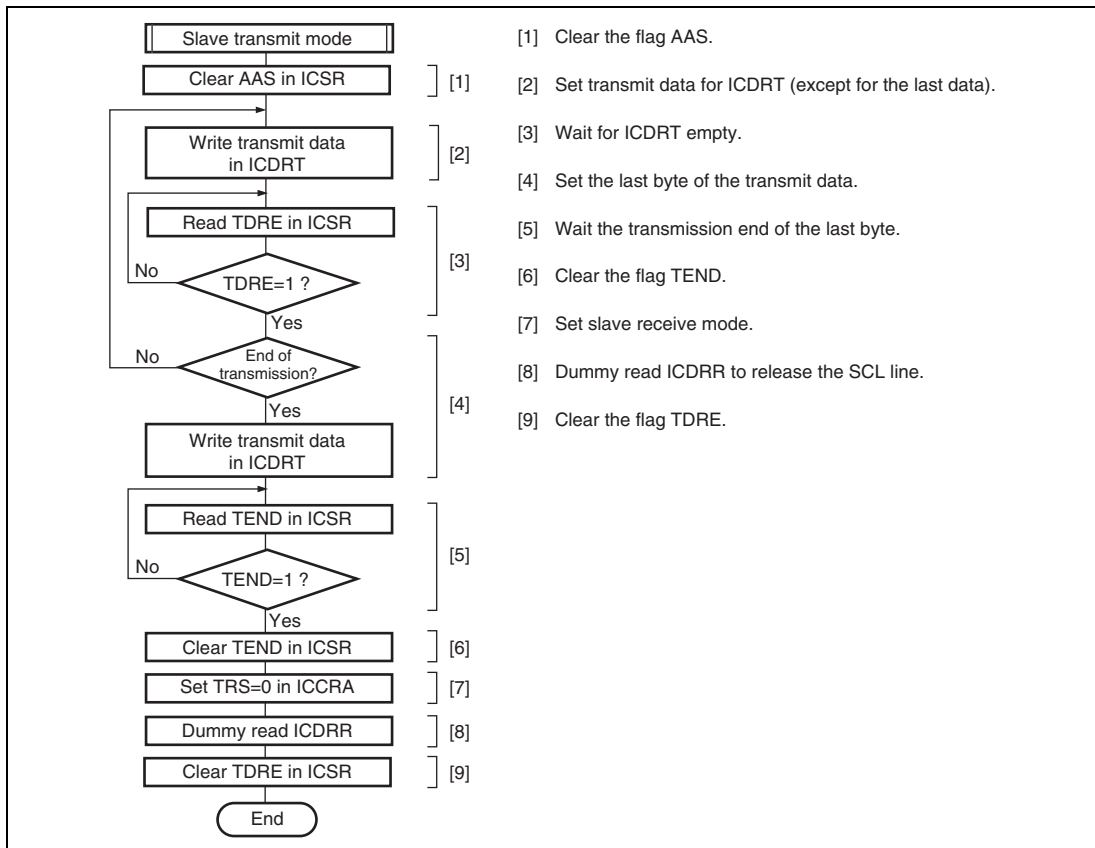 Slave transmit mode
Clear AAS in ICSR
[1]
Write transmit data
in ICDRT
[2]
Read TDRE in ICSR
[3]
No
TDRE=1 ?
Yes
No
End of
transmission?
[4]
Yes
Write transmit data
in ICDRT
Read TEND in ICSR
[5]
No
TEND=1 ?
Yes
Clear TEND in ICSR
[6]
Set TRS=0 in ICCRA
[7]
Dummy read ICDRR
[8]
Clear TDRE in ICSR
[9]
End
[1] Clear the flag AAS.
[2] Set transmit data for ICDRT (except for the last data).
[3] Wait for ICDRT empty.
[4] Set the last byte of the transmit data.
[5] Wait the transmission end of the last byte.
[6] Clear the flag TEND.
[7] Set slave receive mode.
[8] Dummy read ICDRR to release the SCL line.
[9] Clear the flag TDRE.